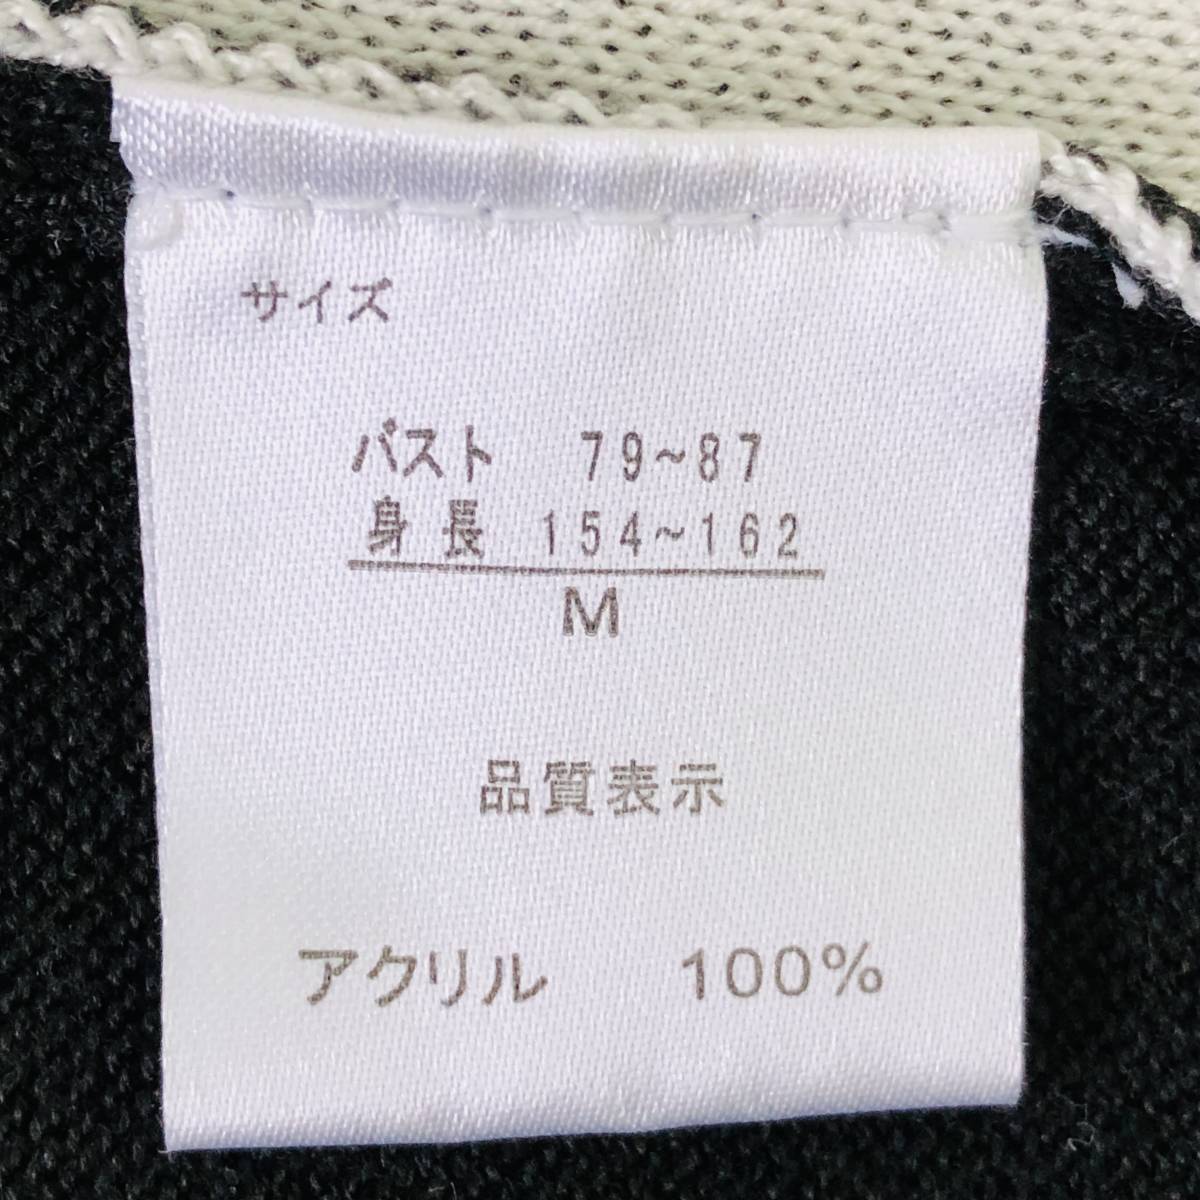 サイズ
バスト 79~87
身長 154~162
M
品質表示
アクリル 100%